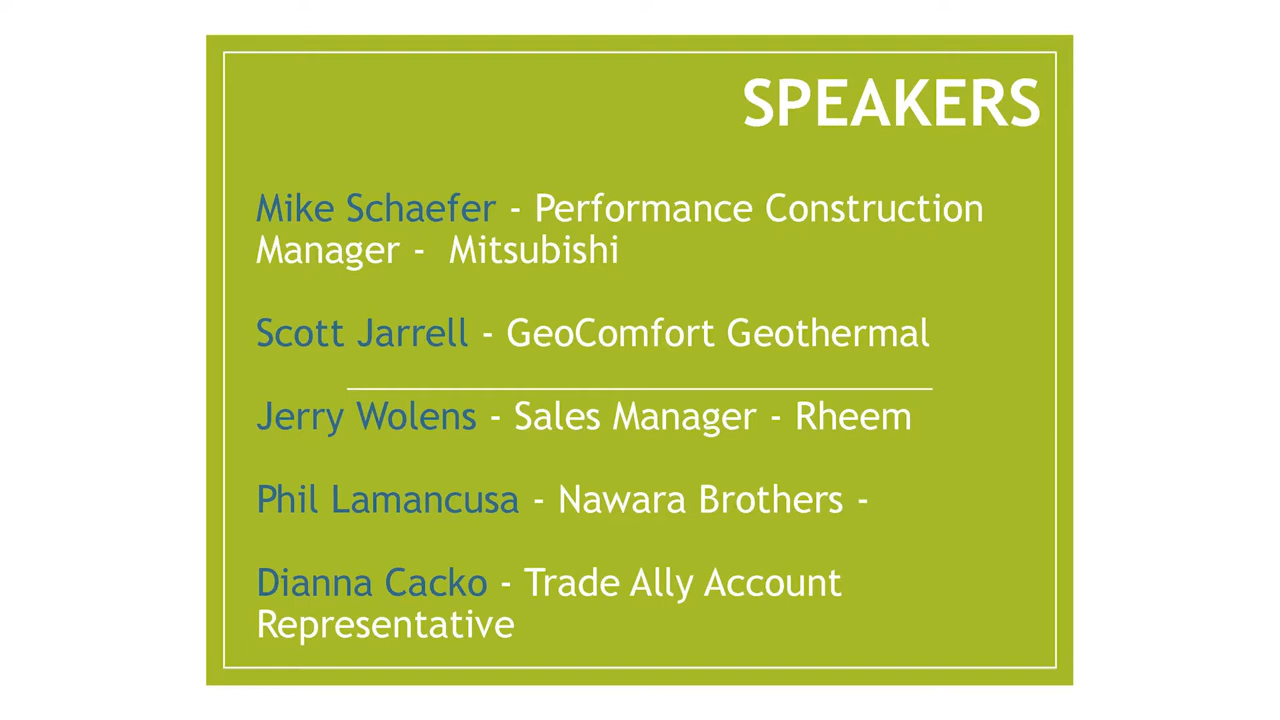 SPEAKERS
Mike Schaefer - Performance Construction
Manager -  Mitsubishi
Scott Jarrell - GeoComfort Geothermal
Jerry Wolens - Sales Manager - Rheem
Phil Lamancusa - Nawara Brothers -
Dianna Cacko - Trade Ally Account
Representative